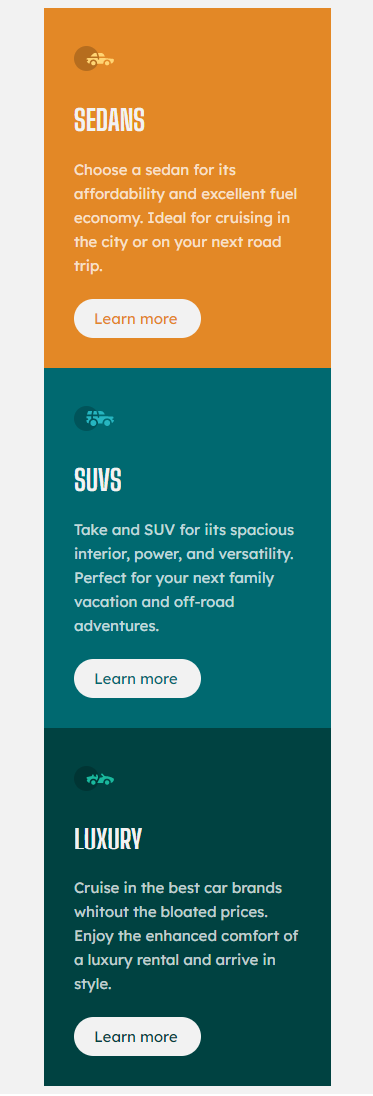 SEDANS
Choose a sedan for its
affordability and excellent fuel
economy. Ideal for cruising in
the city or on your next road
trip.
Learn more
SUVS
Take and SUV for iits spacious
interior, power, and versatility.
Perfect for your next family
vacation and off-road
adventures.
Learn more
LUXURY
Cruise in the best car brands
whitout the bloated prices.
Enjoy the enhanced comfort of
a luxury rental and arrive in
style.
Learn more